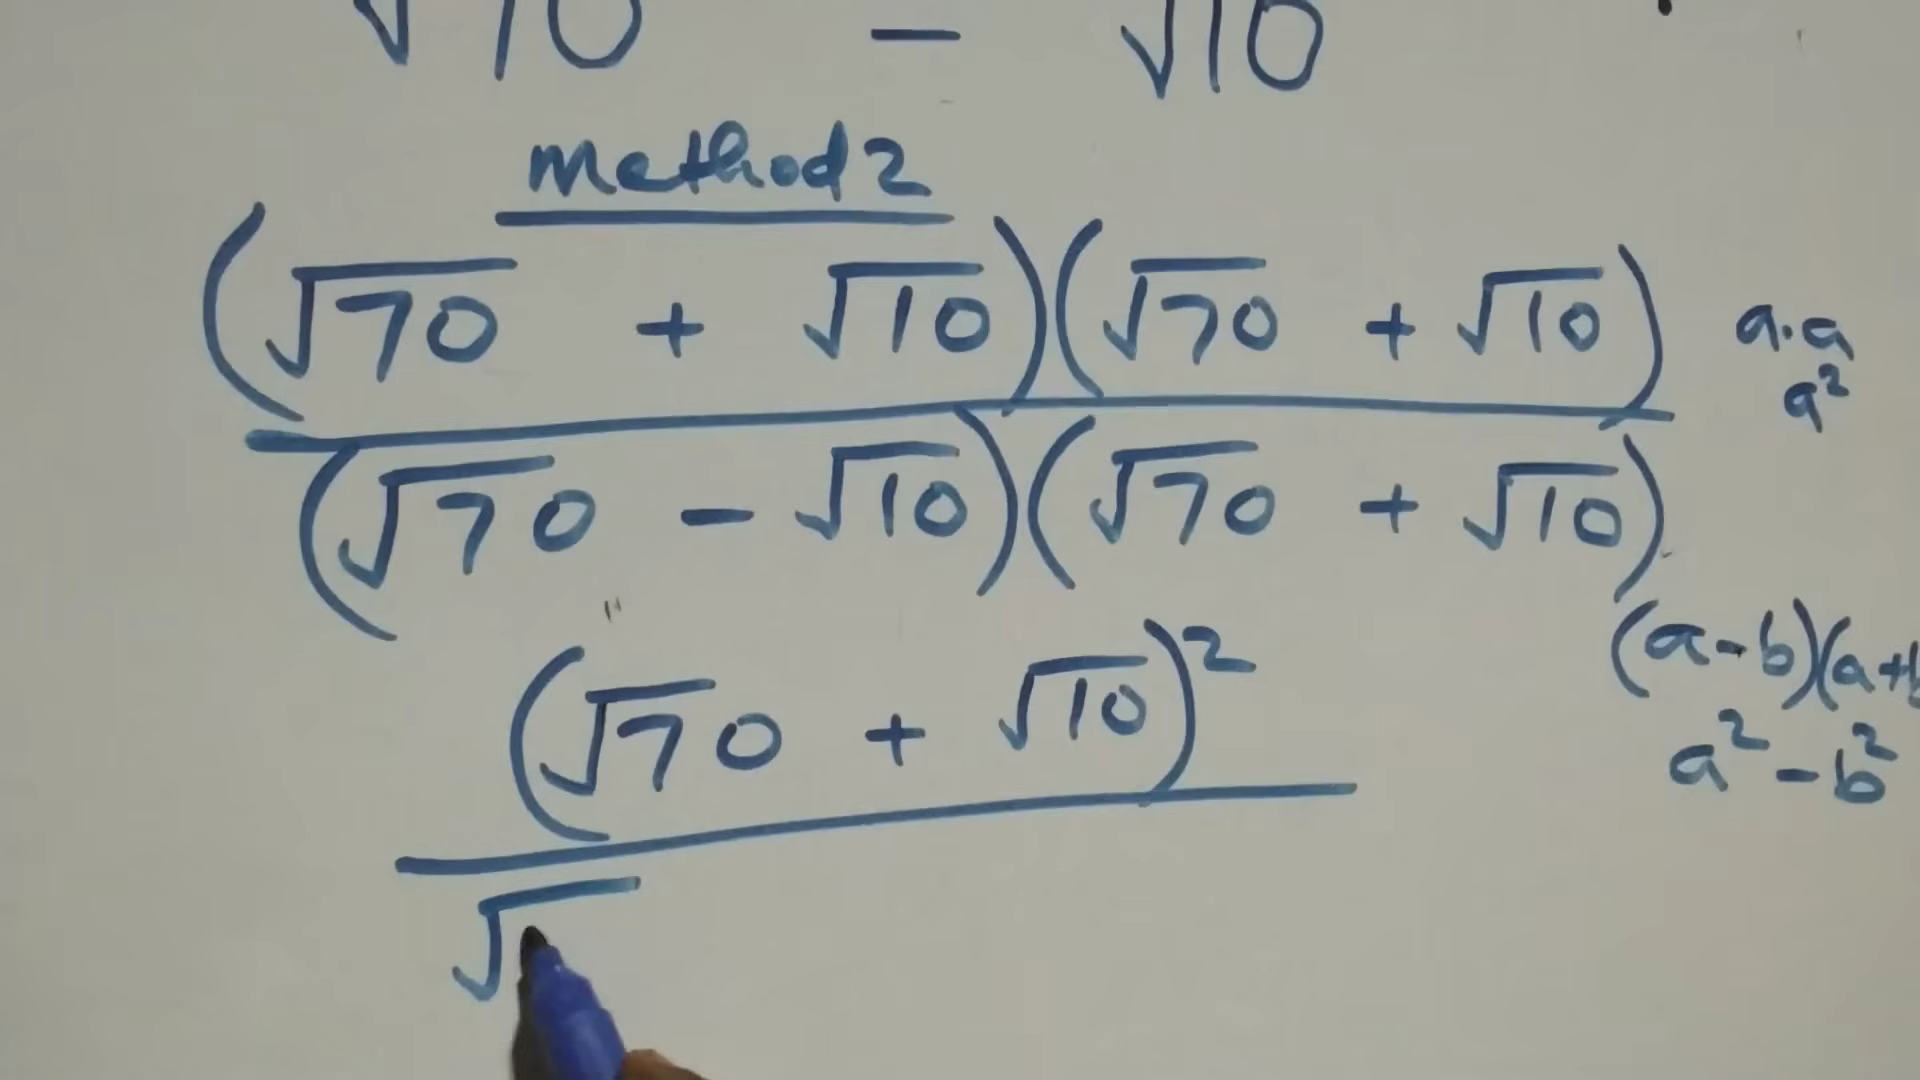 √70 - √10
method 2
(√70 + √10)(√70 + √10) a.a
a²
(√70 - √10)(√70 + √10)
(a-b)(a+b
(√70 + √10)²
a² - b²
√